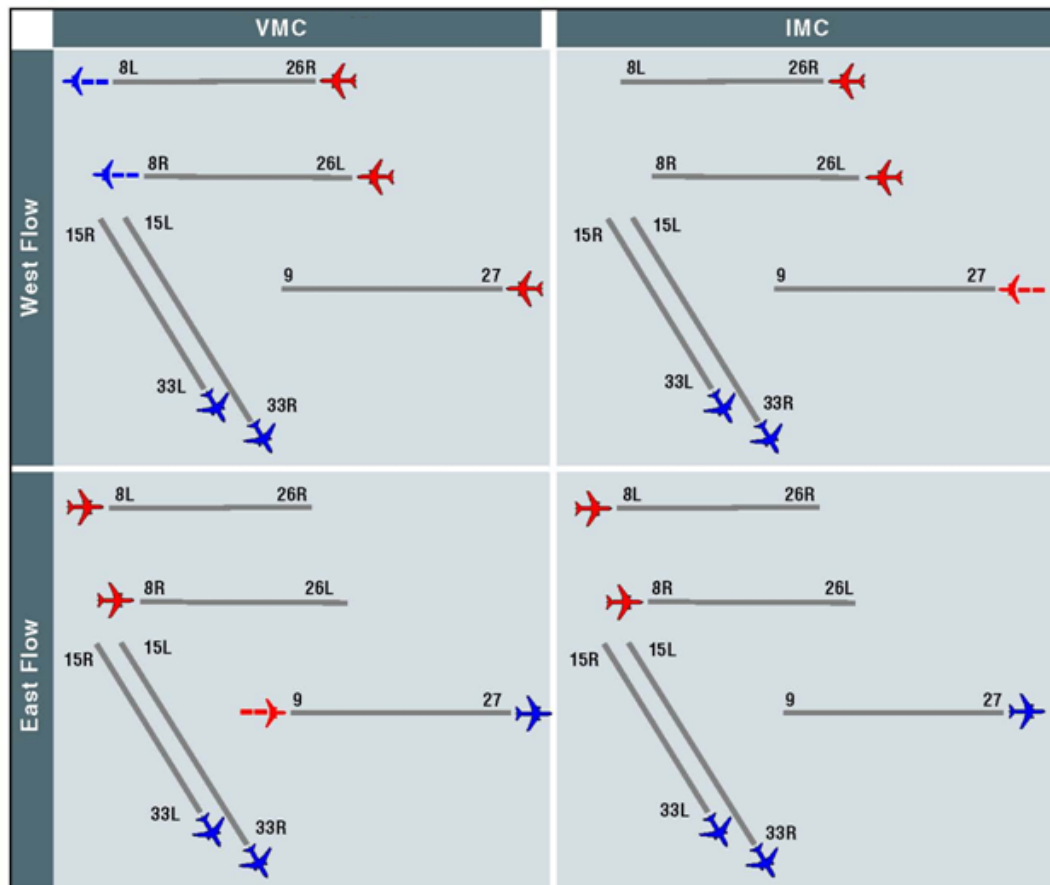 VMC
IMC
West Flow
8L 26R
8R 26L
15R 15L
9 27
33L 33R
8L 26R
8R 26L
15R 15L
9 27
33L 33R
East Flow
8L 26R
8R 26L
15R 15L
9 27
33L 33R
8L 26R
8R 26L
15R 15L
9 27
33L 33R